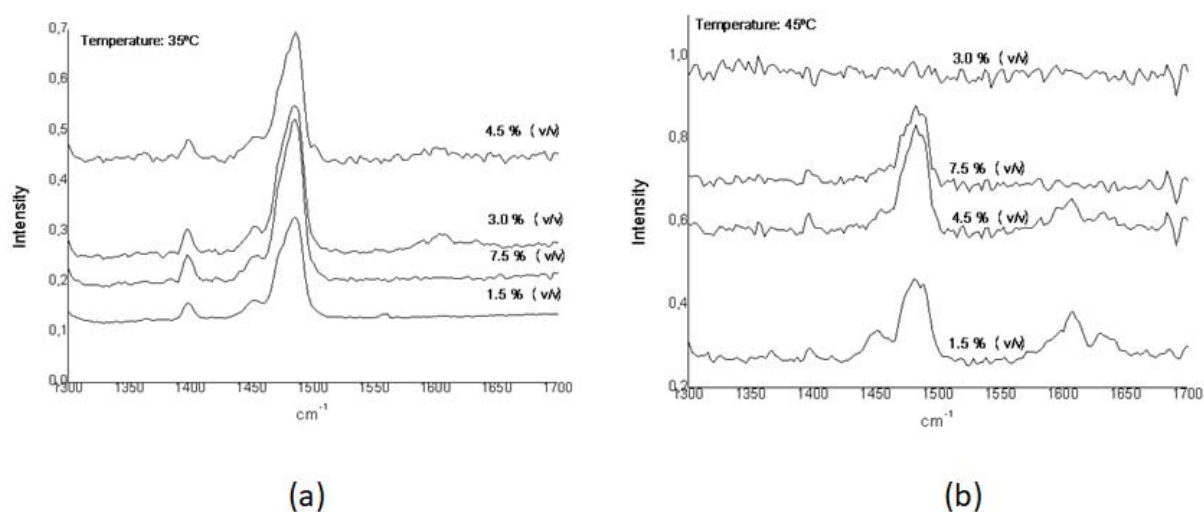 Temperature: 35ºC
0,7
0,6
0,5
0,4
0,3
0,2
0,1
0,0
Intensity
4.5 % ( v/v)
3.0 % (v/v)
7.5 % (v/v)
1.5 % (v/v)
1300 1400 1450 1500 1550 1600 1650 1700
cm⁻¹
(a)
Temperature: 45ºC
1,0
0,8
0,6
0,4
0,2
Intensity
3.0 % ( v/v)
7.5 % ( v/v)
4.5 % ( v/v)
1.5 % ( v/v)
1300 1350 1400 1450 1500 1550 1600 1650 1700
cm⁻¹
(b)